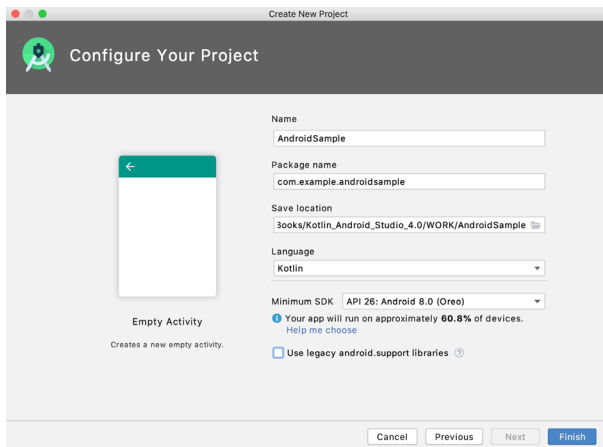 Create New Project
Configure Your Project
Name
AndroidSample
Package name
com.example.androidsample
Save location
Books/Kotlin_Android_Studio_4.0/WORK/AndroidSample
Language
Kotlin
Minimum SDK API 26: Android 8.0 (Oreo)
Your app will run on approximately 60.8% of devices.
Help me choose
Use legacy android.support libraries ?
Empty Activity
Creates a new empty activity.
Cancel Previous Next Finish